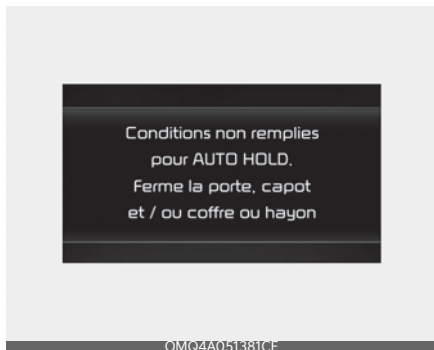 Conditions non remplies
pour AUTO HOLD.
Ferme la porte, capot
et / ou coffre ou hayon
OMQ4A051381CF